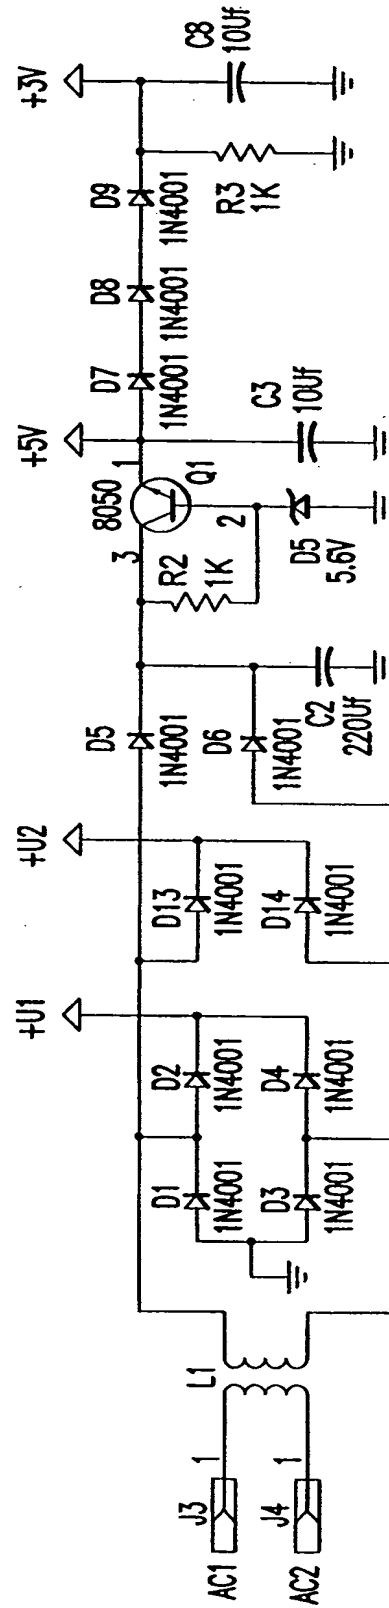 AC1
J3
1
AC2
J4
1
L1
D1
1N4001
D2
1N4001
D3
1N4001
D4
1N4001
+U1
+U2
D13
1N4001
D14
1N4001
D5
1N4001
D6
1N4001
C2
220Uf
R2
1K
3
8050
1
Q1
2
D5
5.6V
+5V
C3
10Uf
D7
1N4001
D8
1N4001
D9
1N4001
R3
1K
+3V
C8
10Uf